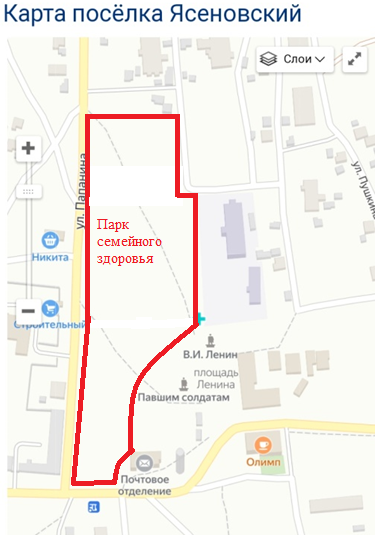 Карта посёлка Ясеновский
Слои
ул. Папанина
ул. Пушкина
Парк
семейного
здоровья
Никита
Строительный
В.И. Ленин
площадь
Ленина
Павшим солдатам
Олимп
Почтовое
отделение